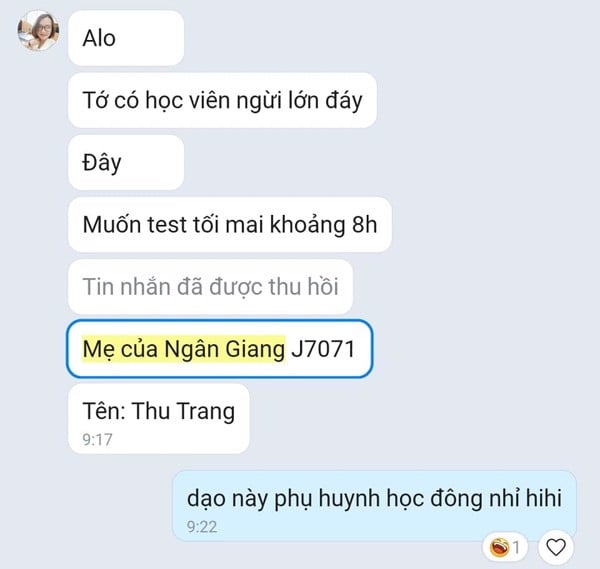 Alo
Tớ có học viên ngừi lớn đáy
Đây
Muốn test tối mai khoảng 8h
Tin nhắn đã được thu hồi
Mẹ của Ngân Giang J7071
Tên: Thu Trang
9:17
dạo này phụ huynh học đông nhỉ hihi
9:22
1